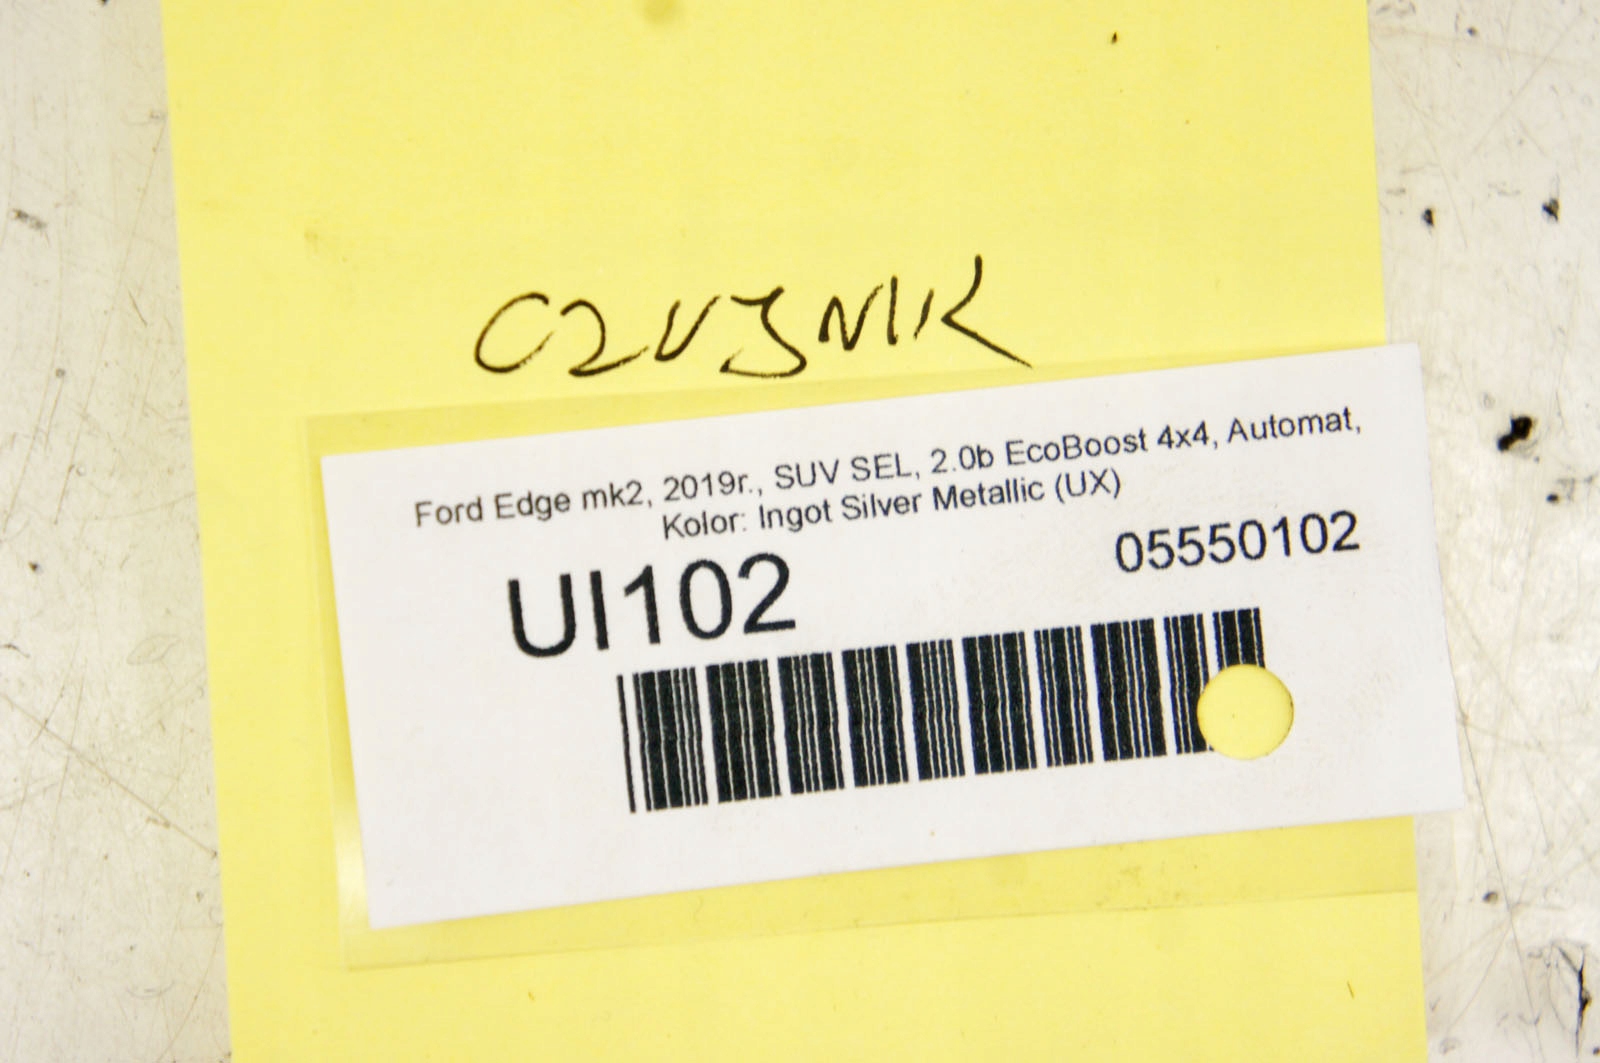 CZUJNIK
Ford Edge mk2, 2019r., SUV SEL, 2.0b EcoBoost 4x4, Automat,
Kolor: Ingot Silver Metallic (UX)
05550102
UI102